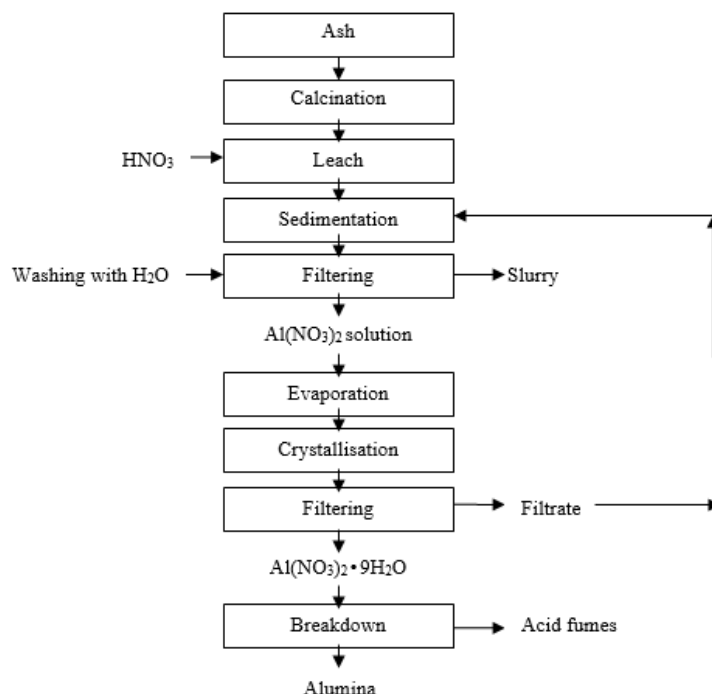 Ash
Calcination
HNO₃
Leach
Sedimentation
Washing with H₂O
Filtering
Slurry
Al(NO₃)₂ solution
Evaporation
Crystallisation
Filtering
Filtrate
Al(NO₃)₂•9H₂O
Breakdown
Acid fumes
Alumina